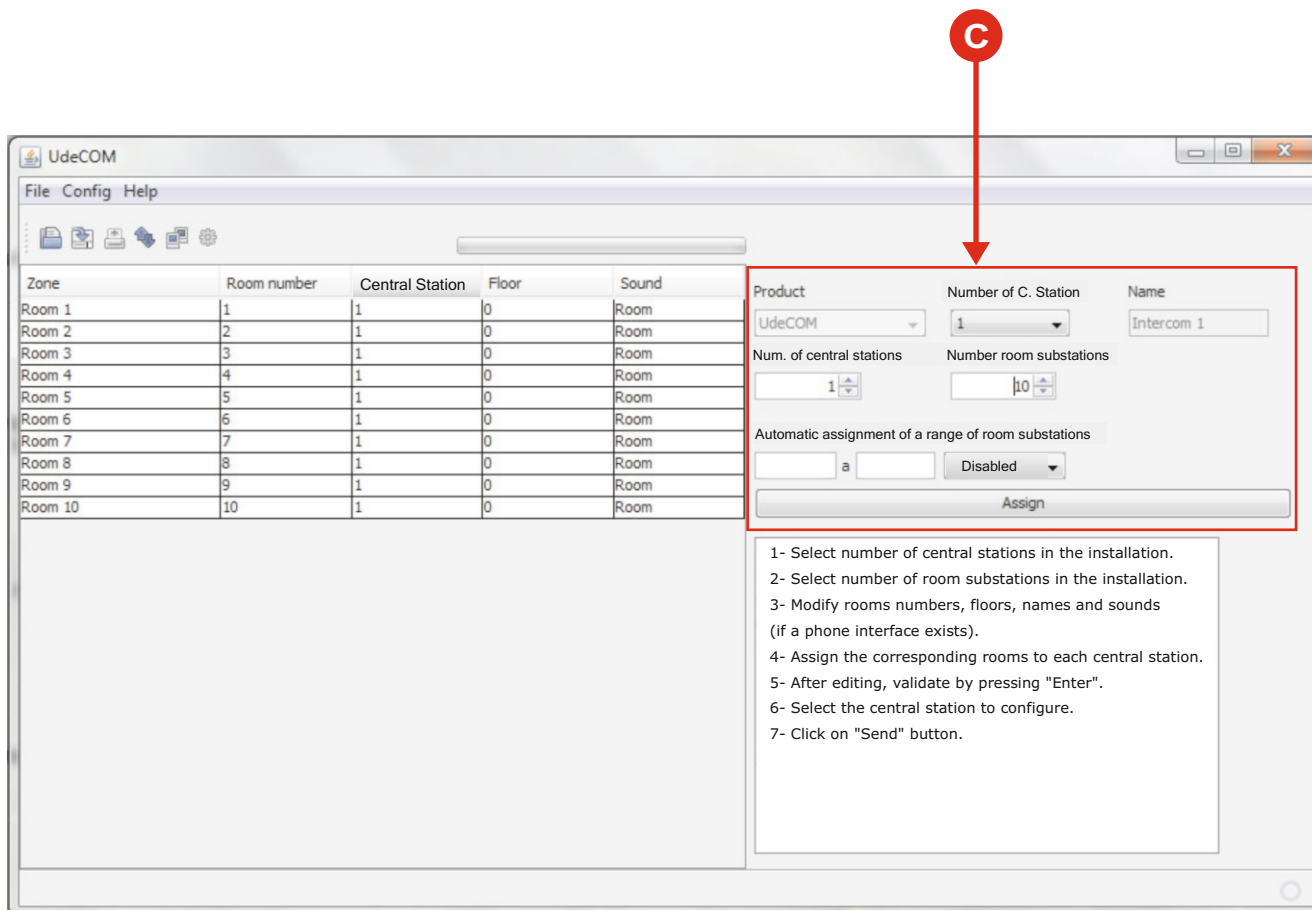 C
UdeCOM
File Config Help
Zone Room number Central Station Floor Sound
Room 1 1 1 0 Room
Room 2 2 1 0 Room
Room 3 3 1 0 Room
Room 4 4 1 0 Room
Room 5 5 1 0 Room
Room 6 6 1 0 Room
Room 7 7 1 0 Room
Room 8 8 1 0 Room
Room 9 9 1 0 Room
Room 10 10 1 0 Room
Product Number of C. Station Name
UdeCOM 1 Intercom 1
Num. of central stations Number room substations
1 10
Automatic assignment of a range of room substations
a Disabled
Assign
1- Select number of central stations in the installation.
2- Select number of room substations in the installation.
3- Modify rooms numbers, floors, names and sounds
(if a phone interface exists).
4- Assign the corresponding rooms to each central station.
5- After editing, validate by pressing "Enter".
6- Select the central station to configure.
7- Click on "Send" button.